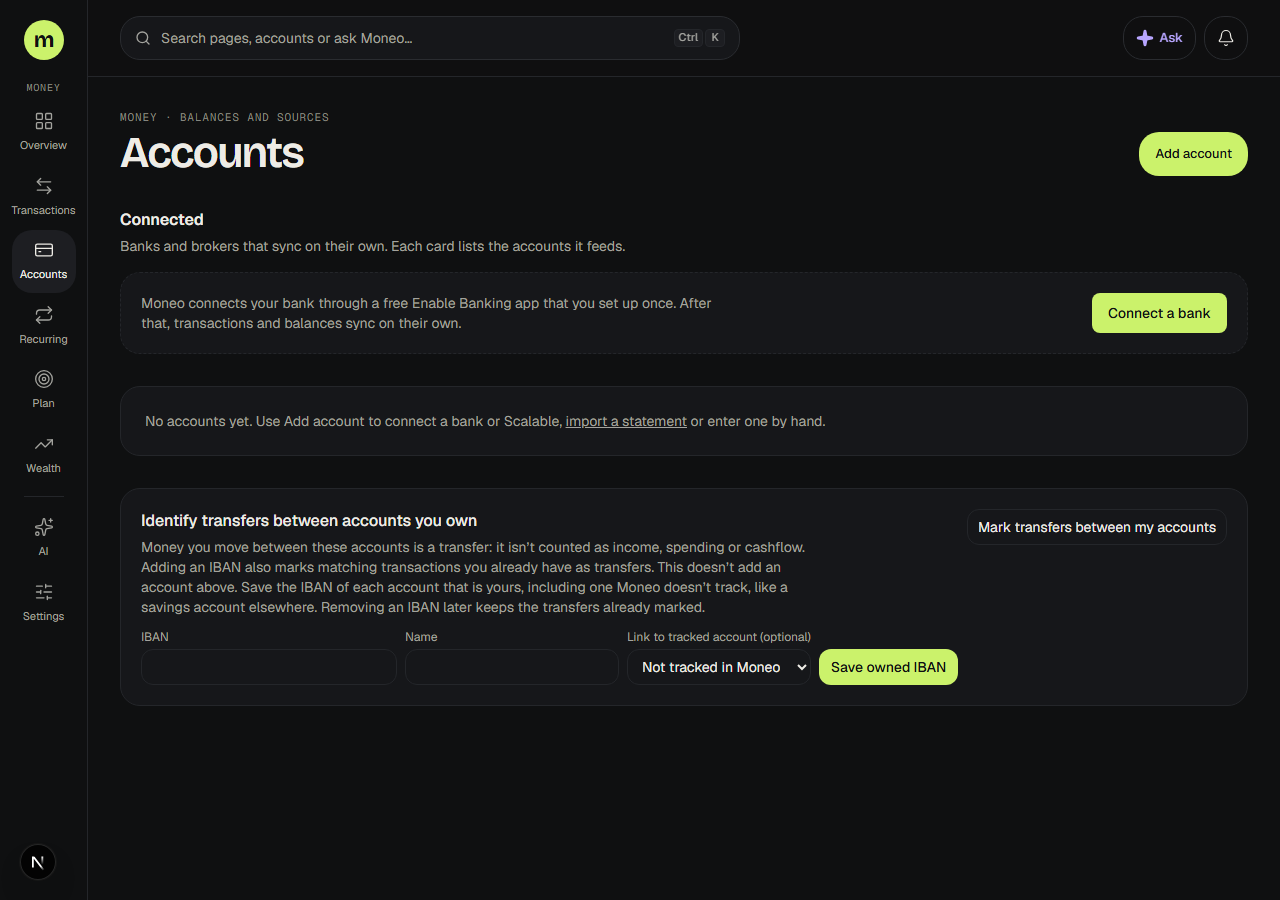 m
Search pages, accounts or ask Moneo...
Ctrl K
Ask
MONEY
Overview
Transactions
Accounts
Recurring
Plan
Wealth
AI
Settings
N
MONEY · BALANCES AND SOURCES
Accounts
Add account
Connected
Banks and brokers that sync on their own. Each card lists the accounts it feeds.
Moneo connects your bank through a free Enable Banking app that you set up once. After
that, transactions and balances sync on their own.
Connect a bank
No accounts yet. Use Add account to connect a bank or Scalable, import a statement or enter one by hand.
Identify transfers between accounts you own
Mark transfers between my accounts
Money you move between these accounts is a transfer: it isn’t counted as income, spending or cashflow.
Adding an IBAN also marks matching transactions you already have as transfers. This doesn’t add an
account above. Save the IBAN of each account that is yours, including one Moneo doesn’t track, like a
savings account elsewhere. Removing an IBAN later keeps the transfers already marked.
IBAN
Name
Link to tracked account (optional)
Not tracked in Moneo
Save owned IBAN